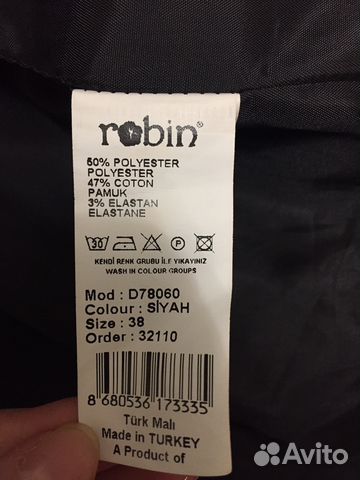 robin®
50% POLYESTER
POLYESTER
47% COTON
PAMUK
3% ELASTAN
ELASTANE
30 P
KENDİ RENK GRUBU İLE YIKAYINIZ
WASH IN COLOUR GROUPS
Mod : D78060
Colour : SİYAH
Size : 38
Order : 32110
8 680536 173335
Türk Malı
Made in TURKEY
A Product of
Avito